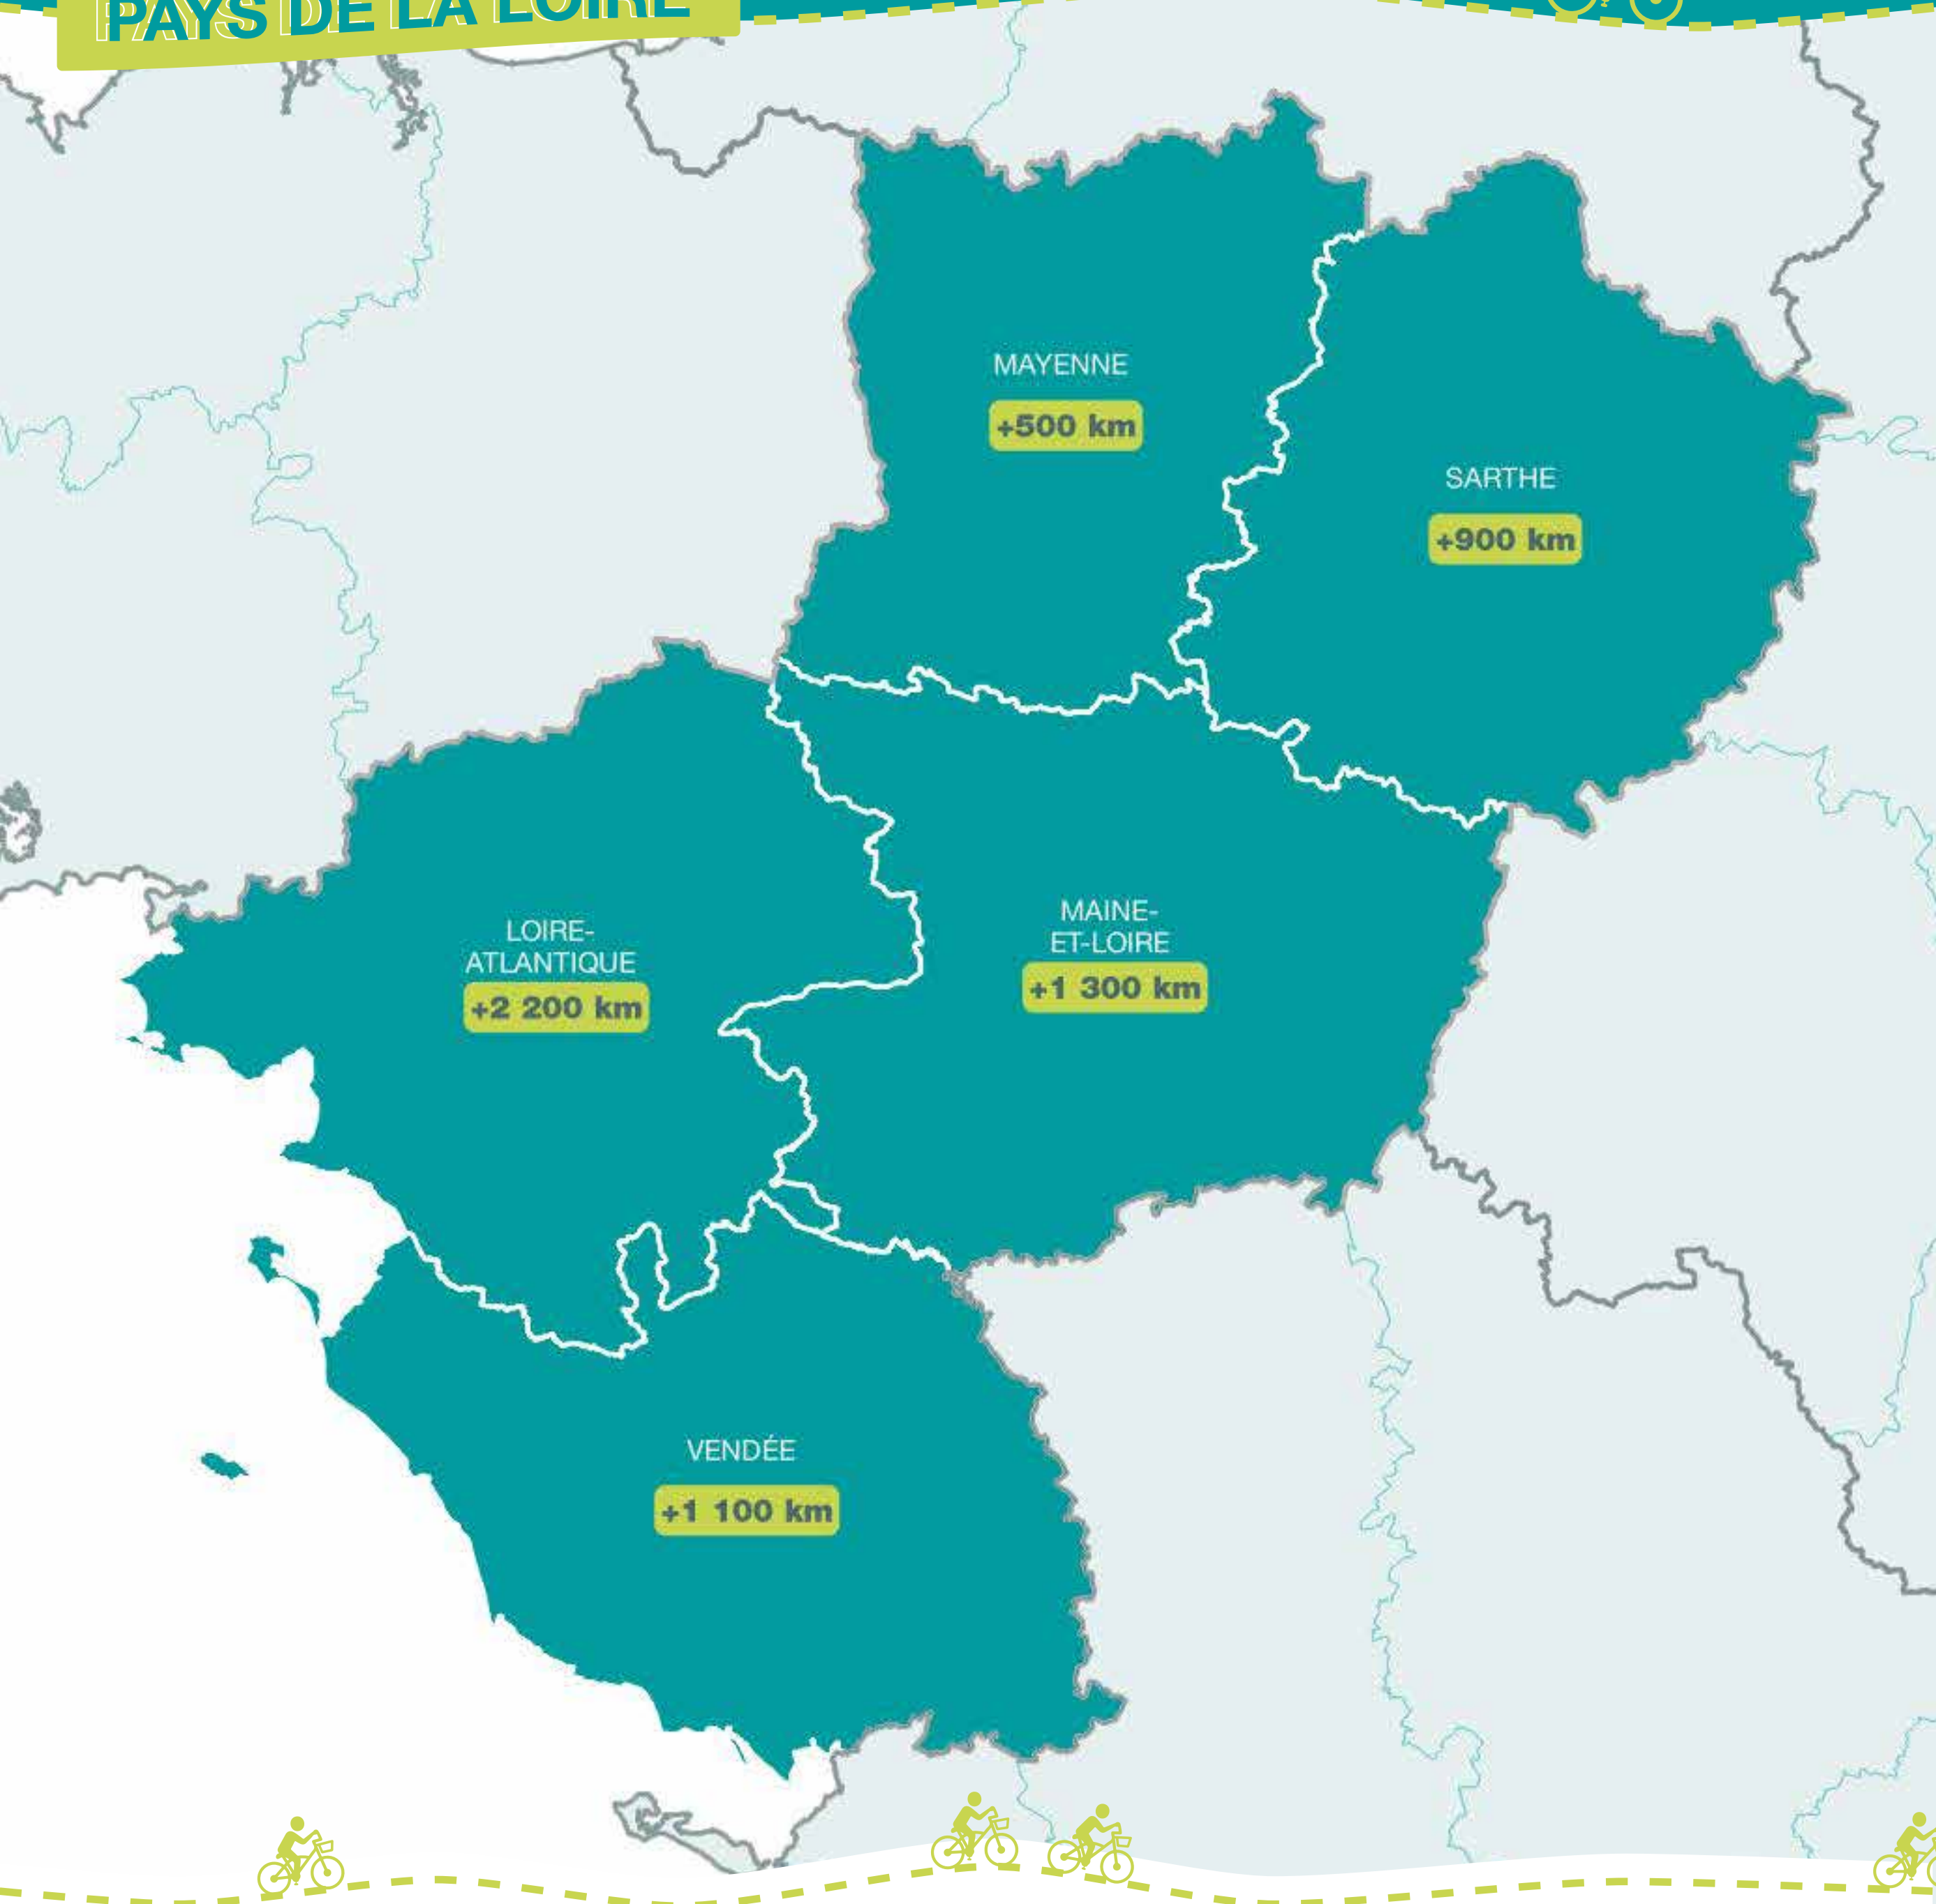 PAYS DE LA LOIRE
MAYENNE
+500 km
SARTHE
+900 km
LOIRE-
ATLANTIQUE
+2 200 km
MAINE-
ET-LOIRE
+1 300 km
VENDÉE
+1 100 km